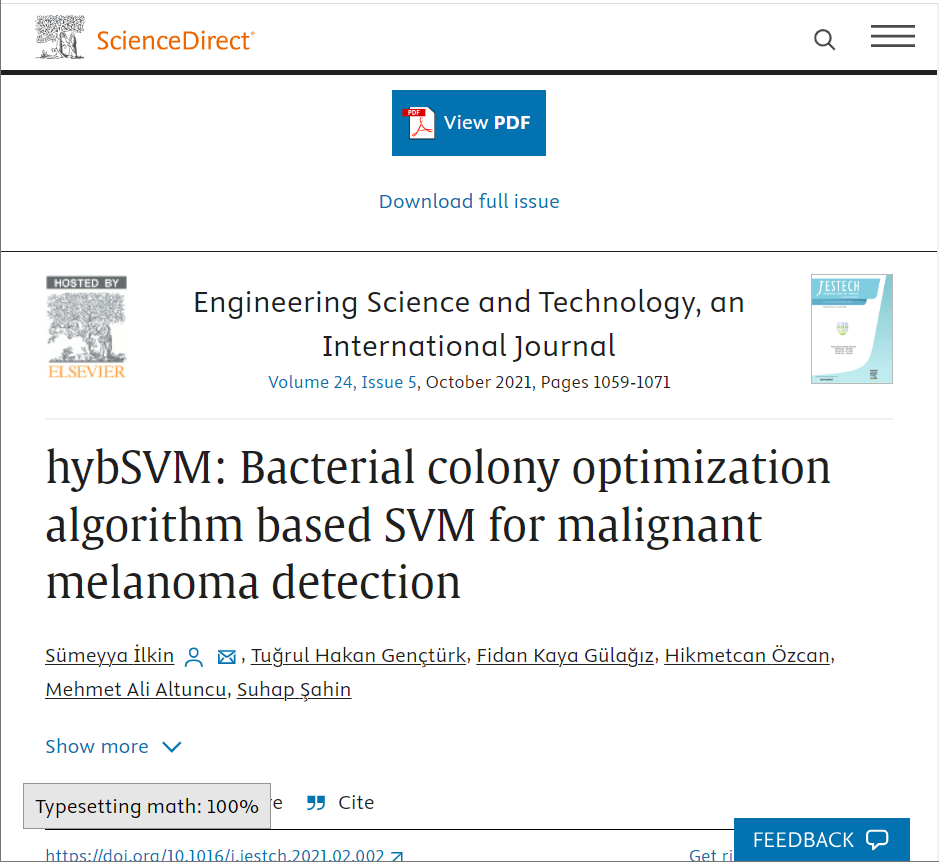 ScienceDirect®
PDF
View PDF
Download full issue
HOSTED BY
ELSEVIER
Engineering Science and Technology, an
International Journal
Volume 24, Issue 5, October 2021, Pages 1059-1071
JESTECH
hybSVM: Bacterial colony optimization
algorithm based SVM for malignant
melanoma detection
Sümeyya İlkin , Tuğrul Hakan Gençtürk, Fidan Kaya Gülağız, Hikmetcan Özcan,
Mehmet Ali Altuncu, Suhap Şahin
Show more
Typesetting math: 100%
re
Cite
FEEDBACK
https://doi.org/10.1016/j.jestch.2021.02.002
Get ri